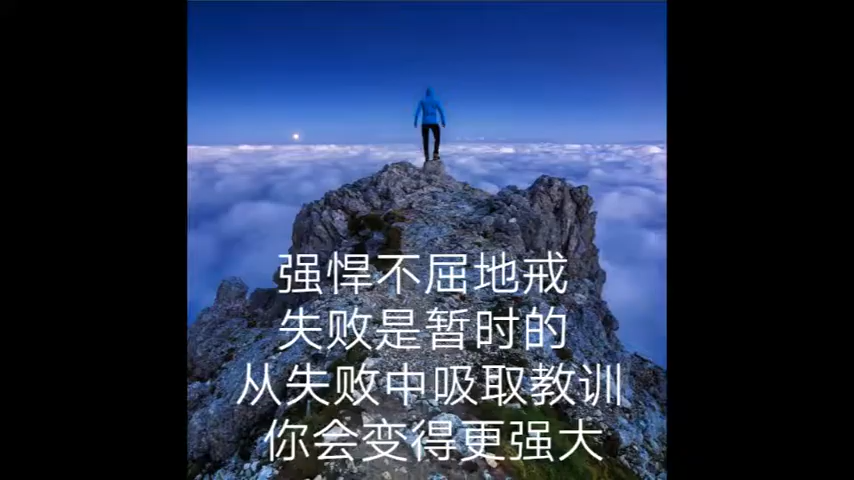 强悍不屈地戒
失败是暂时的
从失败中吸取教训
你会变得更强大